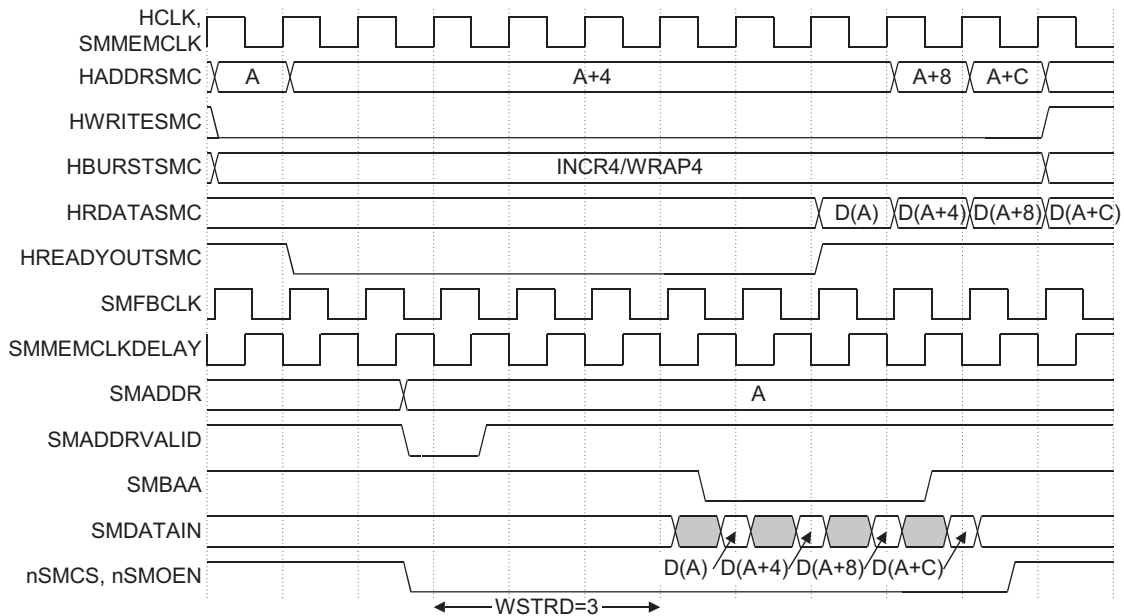 HCLK,
SMMEMCLK
HADDRSMC A A+4 A+8 A+C
HWRITESMC
HBURSTSMC INCR4/WRAP4
HRDATASMC D(A) D(A+4) D(A+8) D(A+C)
HREADYOUTSMC
SMFBCLK
SMMEMCLKDELAY
SMADDR A
SMADDRVALID
SMBAA
SMDATAIN
D(A) D(A+4) D(A+8) D(A+C)
nSMCS, nSMOEN
WSTRD=3